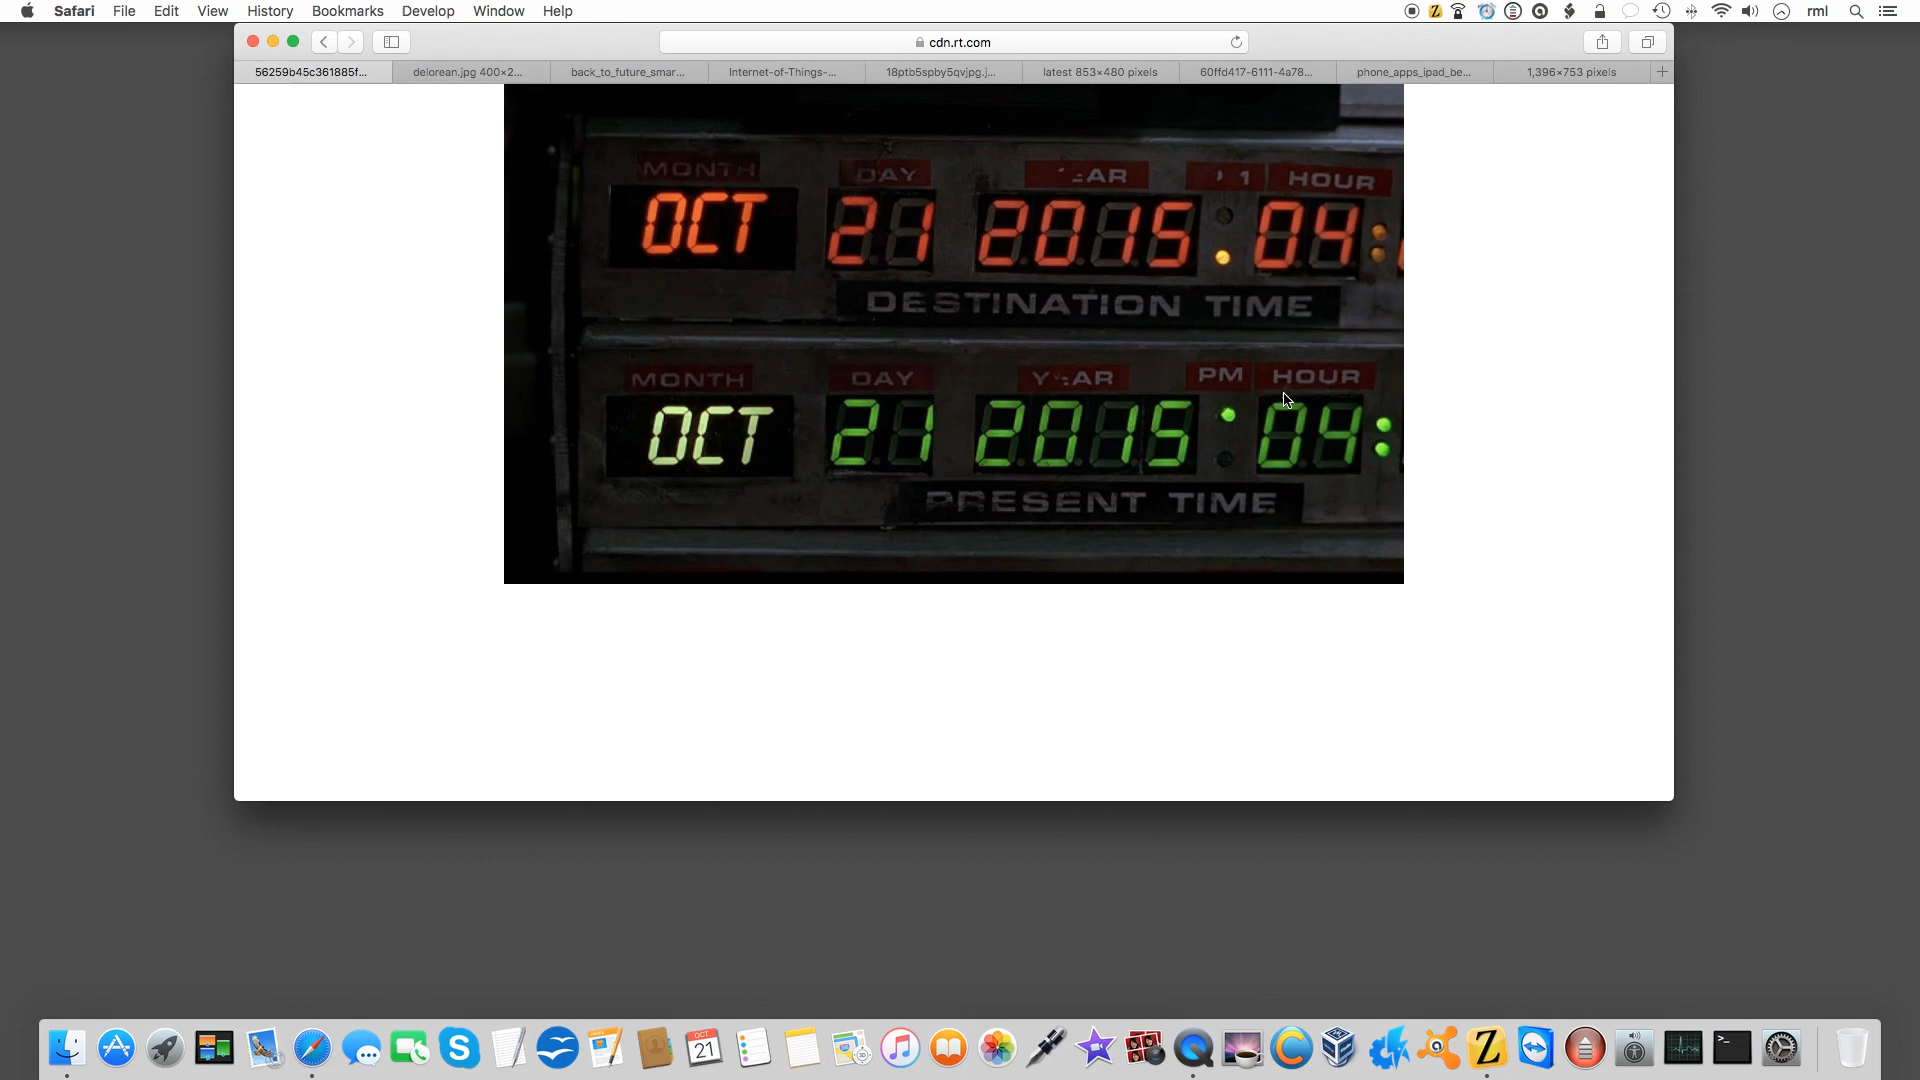 Safari File Edit View History Bookmarks Develop Window Help rml
cdn.rt.com
56259b45c361885f... delorean.jpg 400×2... back_to_future_smar... Internet-of-Things-... 18ptb5spby5qvjpg.j... latest 853×480 pixels 60ffd417-6111-4a78... phone_apps_ipad_be... 1,396×753 pixels
MONTH DAY HOUR
OCT 21 2015 04:
DESTINATION TIME
MONTH DAY PM HOUR
OCT 21 2015 04:
PRESENT TIME
OCT
21